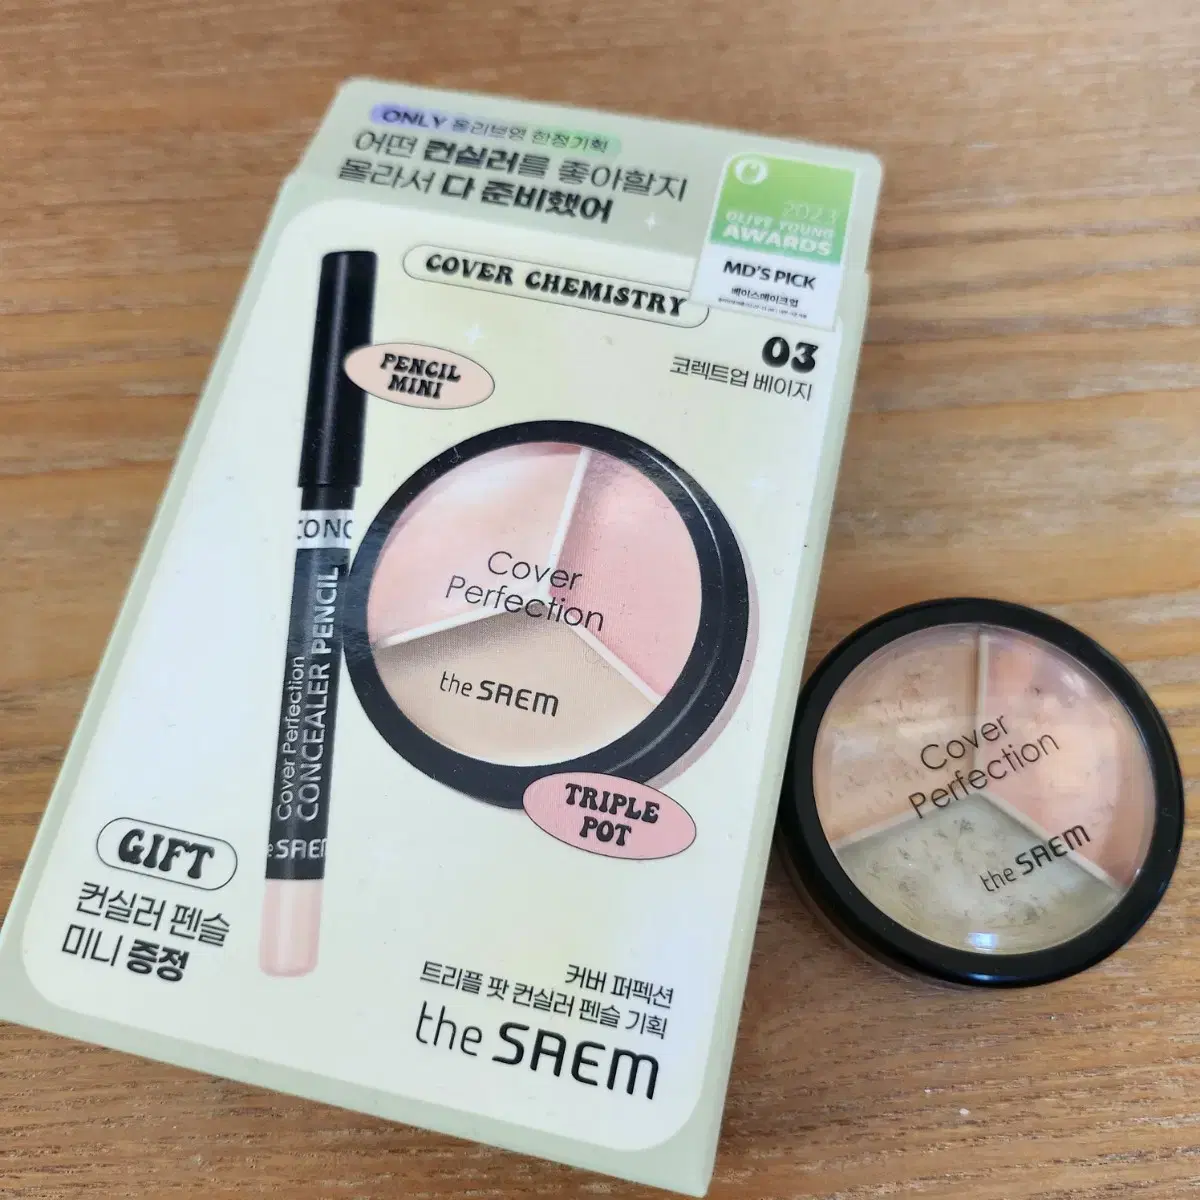 ONLY 올리브영 한정기획
어떤 컨실러를 좋아할지
몰라서 다 준비했어
2023
OLIVE YOUNG
AWARDS
MD'S PICK
베이스메이크업
COVER CHEMISTRY
03
코렉트업 베이지
PENCIL
MINI
CONC
Cover Perfection
CONCEALER PENCIL
SAEM
Cover
Perfection
the SAEM
TRIPLE
POT
GIFT
컨실러 펜슬
미니 증정
커버 퍼펙션
트리플 팟 컨실러 펜슬 기획
the SAEM
Cover
Perfection
the SAEM